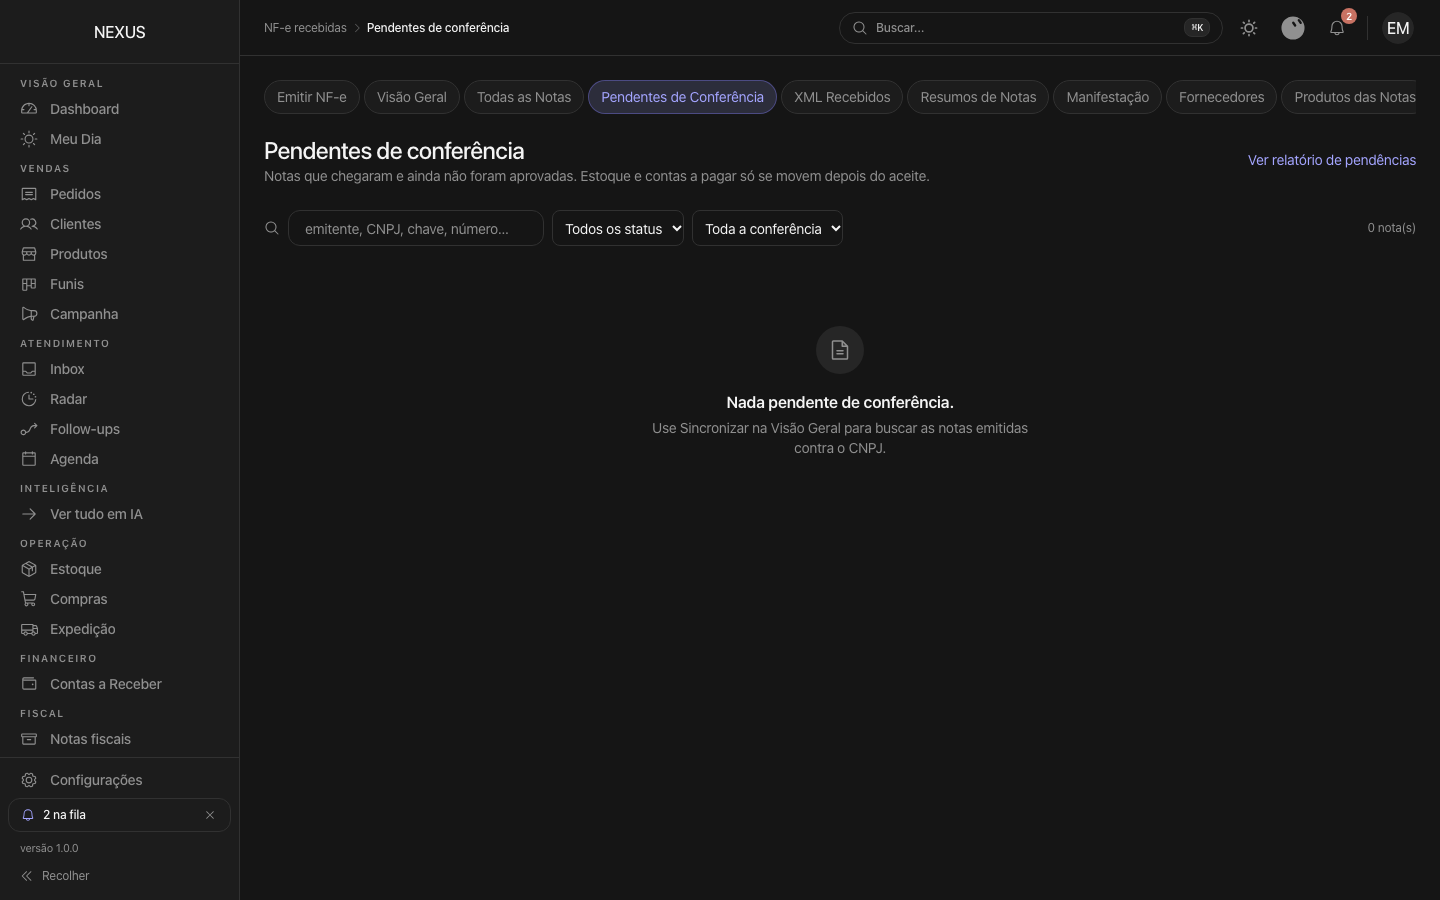 NEXUS
NF-e recebidas
Pendentes de conferência
Buscar...
⌘K
2
EM
VISÃO GERAL
Dashboard
Meu Dia
VENDAS
Pedidos
Clientes
Produtos
Funis
Campanha
ATENDIMENTO
Inbox
Radar
Follow-ups
Agenda
INTELIGÊNCIA
Ver tudo em IA
OPERAÇÃO
Estoque
Compras
Expedição
FINANCEIRO
Contas a Receber
FISCAL
Notas fiscais
Configurações
2 na fila
versão 1.0.0
Recolher
Emitir NF-e
Visão Geral
Todas as Notas
Pendentes de Conferência
XML Recebidos
Resumos de Notas
Manifestação
Fornecedores
Produtos das Notas
Pendentes de conferência
Notas que chegaram e ainda não foram aprovadas. Estoque e contas a pagar só se movem depois do aceite.
Ver relatório de pendências
emitente, CNPJ, chave, número...
Todos os status
Toda a conferência
0 nota(s)
Nada pendente de conferência.
Use Sincronizar na Visão Geral para buscar as notas emitidas
contra o CNPJ.